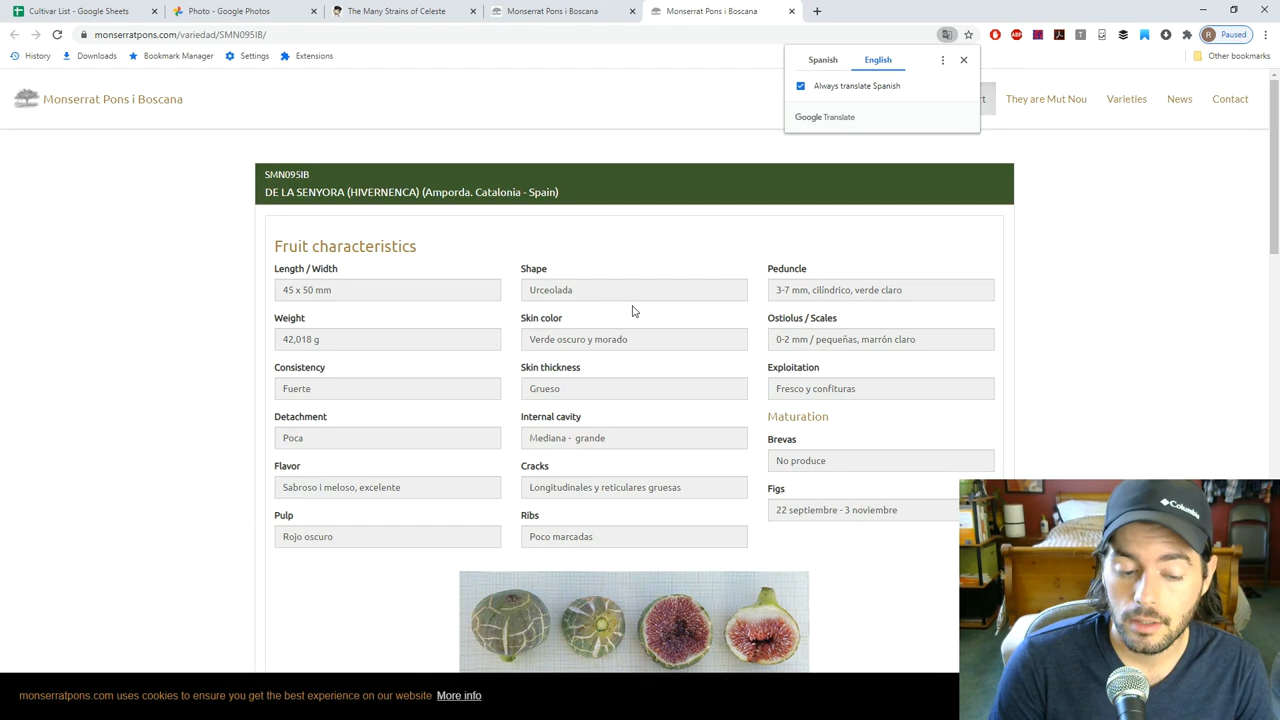 Cultivar List - Google Sheets
Photo - Google Photos
The Many Strains of Celeste
Monserrat Pons i Boscana
Monserrat Pons i Boscana
monserratpons.com/variedad/SMN095IB/
Paused
History
Downloads
Bookmark Manager
Settings
Extensions
Other bookmarks
Spanish
English
Always translate Spanish
Google Translate
Monserrat Pons i Boscana
They are Mut Nou
Varieties
News
Contact
SMN095IB
DE LA SENYORA (HIVERNENCA) (Amporda. Catalonia - Spain)
Fruit characteristics
Length / Width
45 x 50 mm
Weight
42,018 g
Consistency
Fuerte
Detachment
Poca
Flavor
Sabroso i meloso, excelente
Pulp
Rojo oscuro
Shape
Urceolada
Skin color
Verde oscuro y morado
Skin thickness
Grueso
Internal cavity
Mediana - grande
Cracks
Longitudinales y reticulares gruesas
Ribs
Poco marcadas
Peduncle
3-7 mm, cilíndrico, verde claro
Ostiolus / Scales
0-2 mm / pequeñas, marrón claro
Exploitation
Fresco y confituras
Maturation
Brevas
No produce
Figs
22 septiembre - 3 noviembre
Columbia
monserratpons.com uses cookies to ensure you get the best experience on our website More info